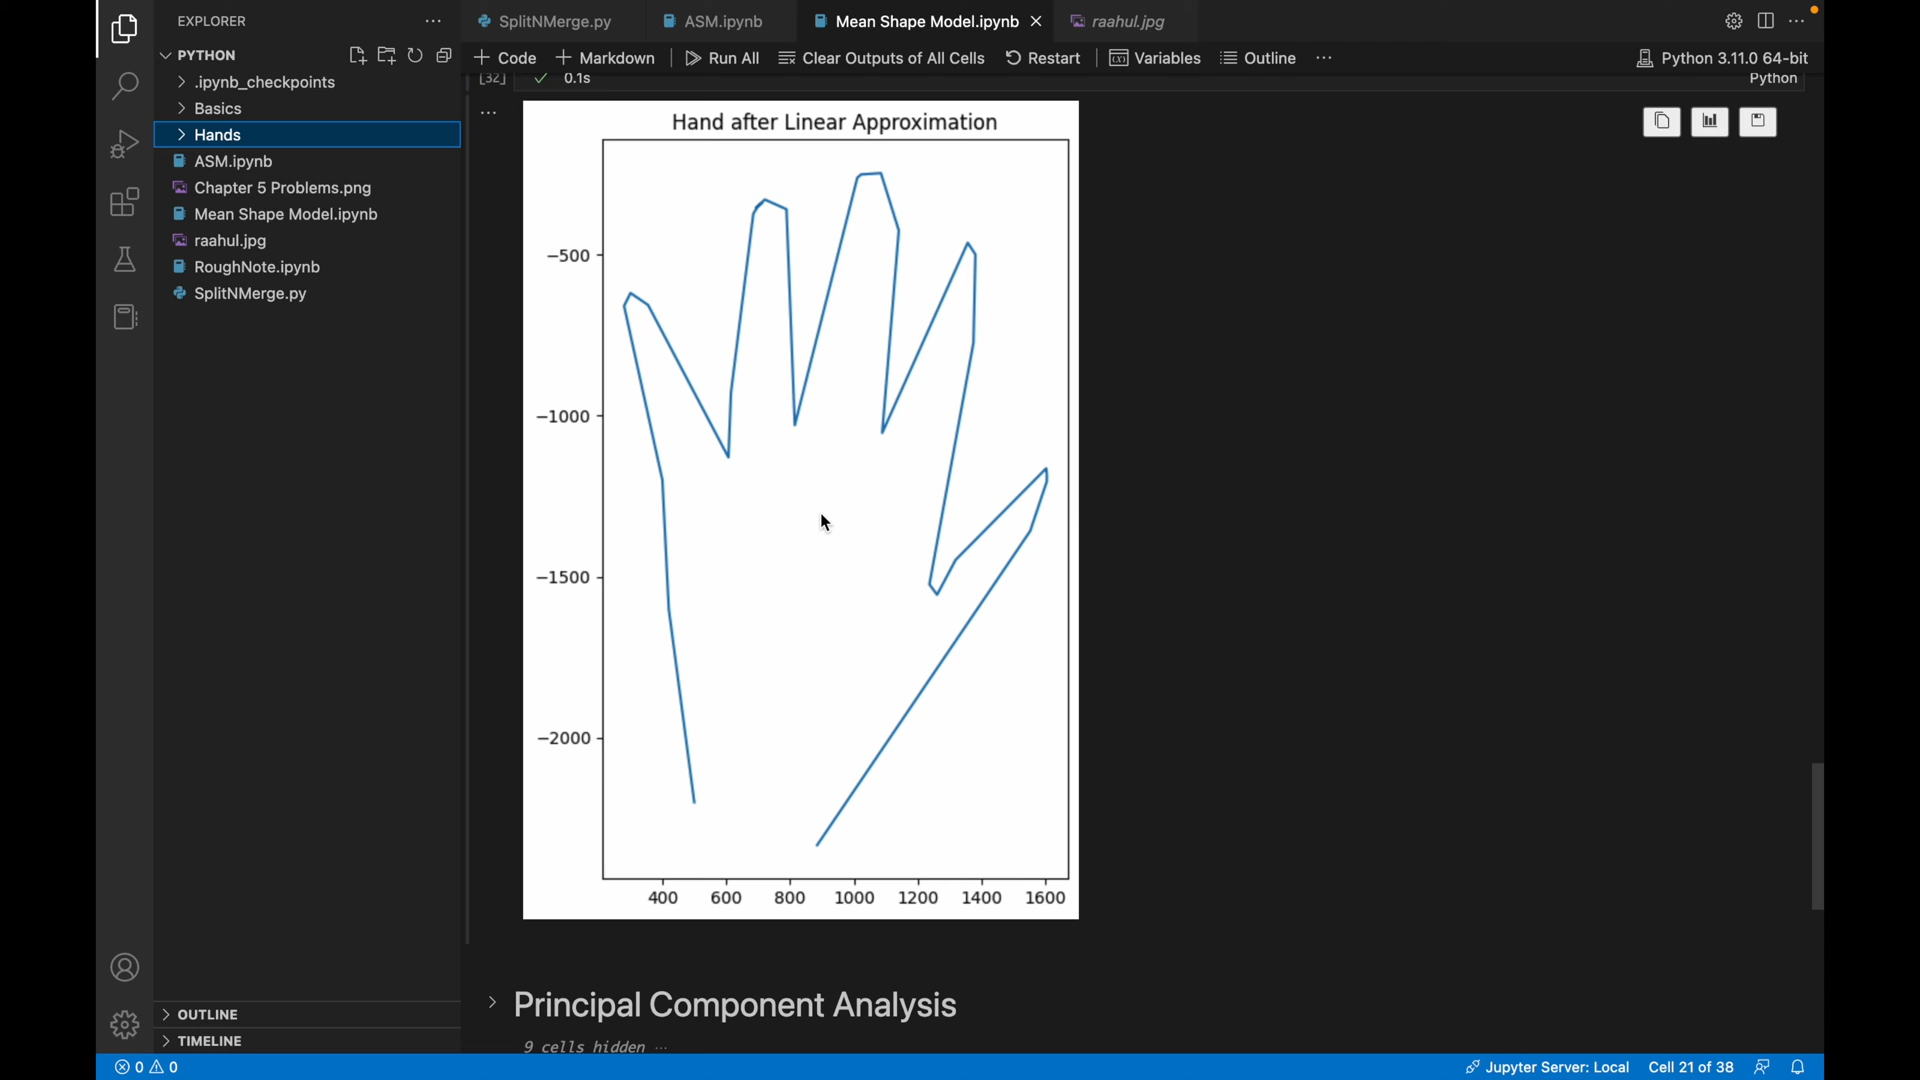 EXPLORER
PYTHON
.ipynb_checkpoints
Basics
Hands
ASM.ipynb
Chapter 5 Problems.png
Mean Shape Model.ipynb
raahul.jpg
RoughNote.ipynb
SplitNMerge.py
OUTLINE
TIMELINE
SplitNMerge.py
ASM.ipynb
Mean Shape Model.ipynb
raahul.jpg
Code
Markdown
Run All
Clear Outputs of All Cells
Restart
Variables
Outline
Python 3.11.0 64-bit
[32]
0.1s
Python
Hand after Linear Approximation
−500
−1000
−1500
−2000
400 600 800 1000 1200 1400 1600
Principal Component Analysis
9 cells hidden ...
0 0
Jupyter Server: Local
Cell 21 of 38